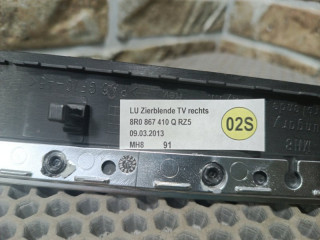 LU Zierblende TV rechts
8R0 867 410 Q RZ5
09.03.2013
MH8 91
02S